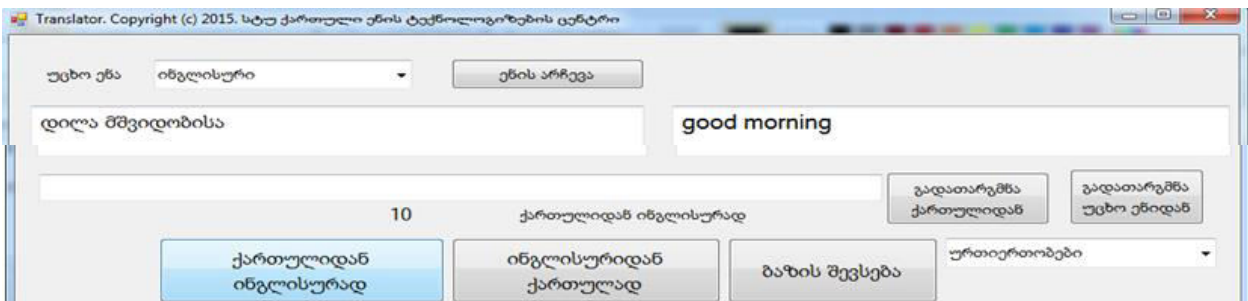 Translator. Copyright (c) 2015. სტუ ქართული ენის ტექნოლოგიზების ცენტრი
უცხო ენა ინგლისური ენის არჩევა
დილა მშვიდობისა good morning
გადათარგმნა ქართულიდან
გადათარგმნა უცხო ენიდან
10 ქართულიდან ინგლისურად
ქართულიდან ინგლისურად
ინგლისურიდან ქართულად
ბაზის შევსება
ურთიერთობები